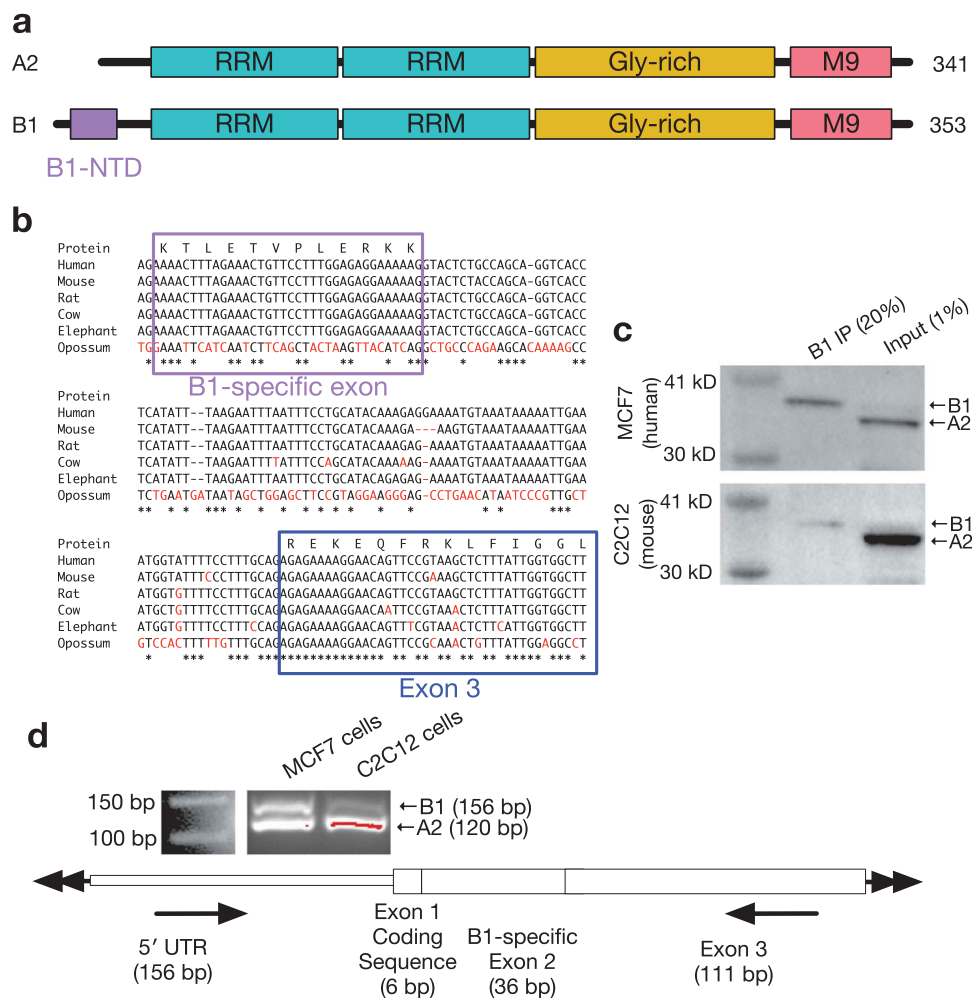 a
A2 RRM RRM Gly-rich M9 341
B1 RRM RRM Gly-rich M9 353
B1-NTD
b
Protein K T L E T V P L E R K K
Human AGAAAACTTTAGAAACTGTTCCTTTGGAGAGGAAAAAGGTACTCTGCCAGCA-GGTCACC
Mouse AGAAAACTTTAGAAACTGTTCCTTTGGAGAGGAAAAAGGTACTCTACCAGCA-GGTCACC
Rat AGAAAACTTTAGAAACTGTTCCTTTGGAGAGGAAAAAGGTACTCTGCCAGCA-GGTCACC
Cow AGAAAACTTTAGAAACTGTTCCTTTGGAGAGGAAAAAGGTACTCTGCCAGCA-GGTCACC
Elephant AGAAAACTTTAGAAACTGTTCCTTTGGAGAGGAAAAAGGTACTCTGCCAGCA-GGTCACC
Opossum TGGAAATTCATCAATCTTCAGCTACTAAGTTACATCAGGCTGCCCAGAAGCACAAAAGCC
B1-specific exon
Protein
Human TCATATT--TAAGAATTTAATTTCCTGCATACAAAGAGGAAAATGTAAATAAAAATTGAA
Mouse TCATATT--TAAGAATTTAATTTCCTGCATACAAAGA---AAGTGTAAATAAAAATTGAA
Rat TCATATT--TAAGAATTTAATTTCCTGCATACAAAGAG-AAAATGTAAATAAAAATTGAA
Cow TCATATT--TAAGAATTTTATTTCCAGCATACAAAAAG-AAAATGTAAATAAAAATTGAA
Elephant TCATATT--TAAGAATTTAATTTCCTGCATACAAAGAG-AAAATGTAAATAAAAATTGAA
Opossum TCTGAATGATAATAGCTGGAGCTTCCGTAGGAAGGGAG-CCTGAACATAATCCCGTTGCT
Protein R E K E Q F R K L F I G G L
Human ATGGTATTTTCCTTTGCAGAGAGAAAAGGAACAGTTCCGTAAGCTCTTTATTGGTGGCTT
Mouse ATGGTATTTCCCTTTGCAGAGAGAAAAGGAACAGTTCCGAAAGCTCTTTATTGGTGGCTT
Rat ATGGTGTTTTCCTTTGCAGAGAGAAAAGGAACAGTTCCGTAAGCTCTTTATTGGTGGCTT
Cow ATGCTGTTTTCCTTTGCAGAGAGAAAAGGAACAATTCCGTAAACTCTTTATTGGTGGCTT
Elephant ATGGTGTTTTCCTTTCCAGAGAGAAAAGGAACAGTTTCGTAAACTCTTCATTGGTGGCTT
Opossum GTCCACTTTTTGTTTGCAGAGAGAAAAGGAACAGTTCCGCAAACTGTTTATTGGAGGCCT
Exon 3
c
B1 IP (20%)
Input (1%)
MCF7
(human)
41 kD
30 kD
←B1
←A2
C2C12
(mouse)
41 kD
30 kD
←B1
←A2
d
MCF7 cells
C2C12 cells
150 bp
100 bp
←B1 (156 bp)
←A2 (120 bp)
5′ UTR
(156 bp)
Exon 1
Coding
Sequence
(6 bp)
B1-specific
Exon 2
(36 bp)
Exon 3
(111 bp)